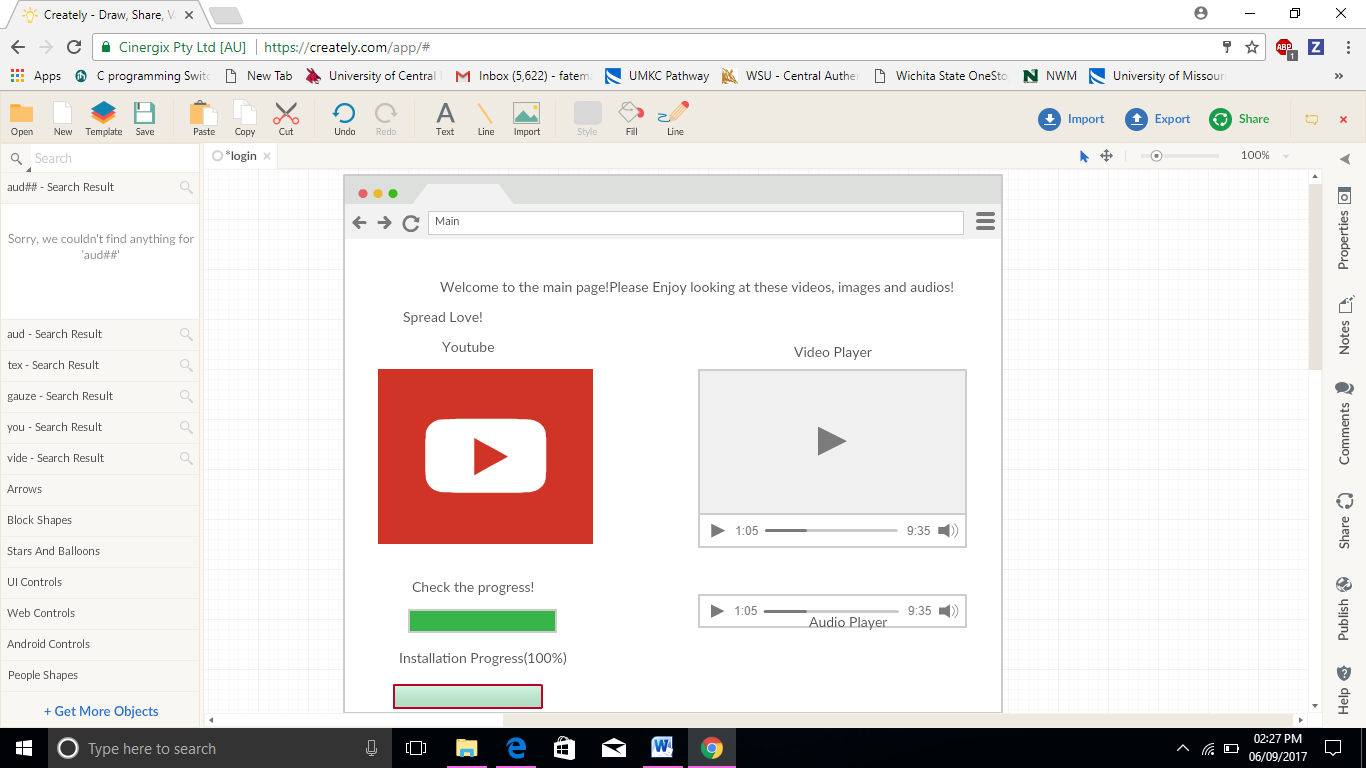 Creately - Draw, Share, V
Cinergix Pty Ltd [AU] https://creately.com/app/#
ABP 1 Z
Apps C programming Swit New Tab University of Central Inbox (5,622) - fatem UMKC Pathway WSU - Central Authe Wichita State OneSto NWM University of Missour »
Open New Template Save Paste Copy Cut Undo Redo Text Line Import Style Fill Line Import Export Share
Search
*login
100%
aud## - Search Result
Sorry, we couldn't find anything for
'aud##'
aud - Search Result
tex - Search Result
gauze - Search Result
you - Search Result
vide - Search Result
Arrows
Block Shapes
Stars And Balloons
UI Controls
Web Controls
Android Controls
People Shapes
+ Get More Objects
Main
Welcome to the main page!Please Enjoy looking at these videos, images and audios!
Spread Love!
Youtube
Video Player
1:05 9:35
Check the progress!
1:05 9:35
Audio Player
Installation Progress(100%)
Properties
Notes
Comments
Share
Publish
Help
Type here to search
02:27 PM
06/09/2017